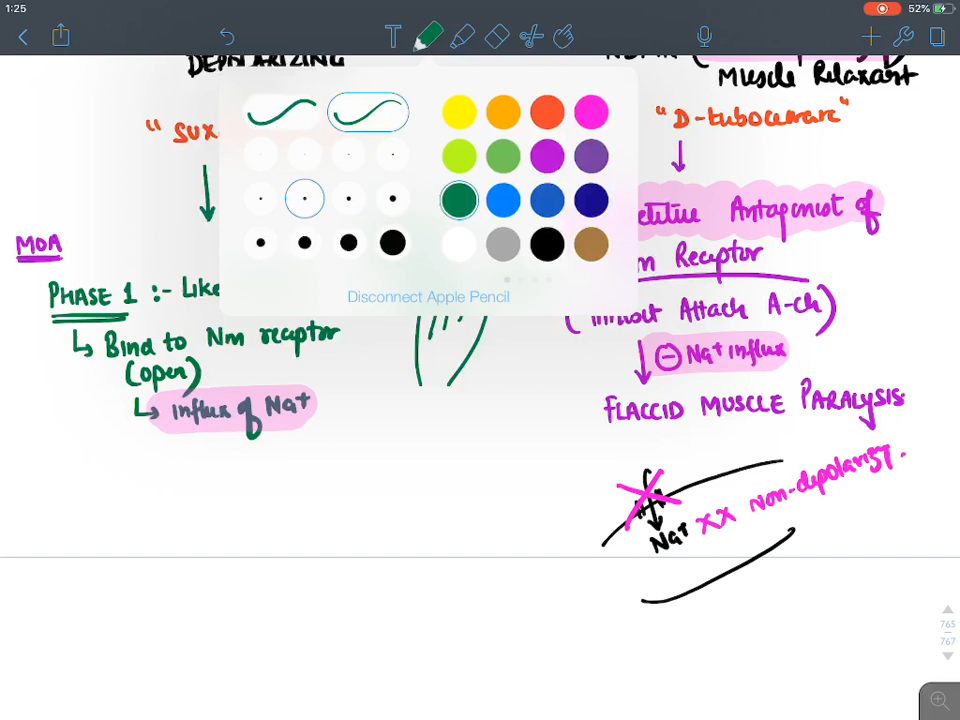 1:25
52%
T
DEPOLARIZING
Muscle Relaxant
"SUX
"D-tubocurare"
MOA
Antagonist of
Receptor
PHASE 1 :- Like
(Inhibit Attach A-ch)
Bind to Nm receptor
⊖ Na+ influx
(open)
Influx of Na+
FLACCID MUSCLE PARALYSIS
Disconnect Apple Pencil
Na+ XX Non-depolarisī.
765
767